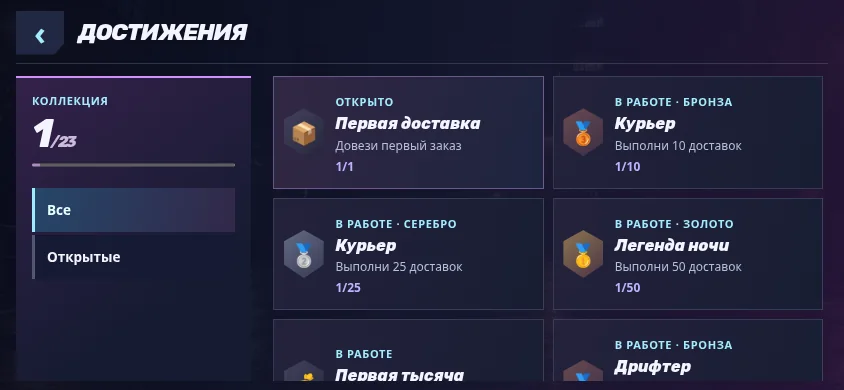 ДОСТИЖЕНИЯ
КОЛЛЕКЦИЯ
1/23
Все
Открытые
ОТКРЫТО
Первая доставка
Довези первый заказ
1/1
В РАБОТЕ · БРОНЗА
Курьер
Выполни 10 доставок
1/10
В РАБОТЕ · СЕРЕБРО
Курьер
Выполни 25 доставок
1/25
В РАБОТЕ · ЗОЛОТО
Легенда ночи
Выполни 50 доставок
1/50
В РАБОТЕ
Первая тысяча
В РАБОТЕ · БРОНЗА
Дрифтер